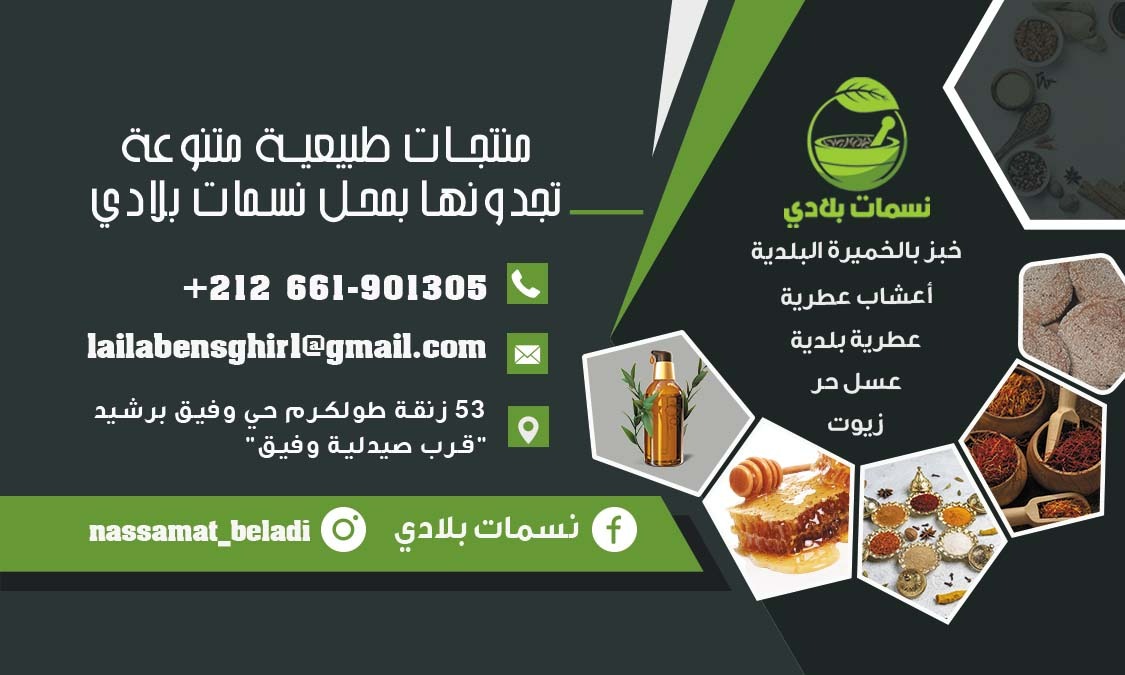 منتجات طبيعية متنوعة
تجدونها بمحل نسمات بلادي
+212 661-901305
lailabensghir1@gmail.com
53 زنقة طولكرم حي وفيق برشيد
"قرب صيدلية وفيق"
نسمات بلادي
nassamat_beladi
نسمات بلادي
خبز بالخميرة البلدية
أعشاب عطرية
عطرية بلدية
عسل حر
زيوت